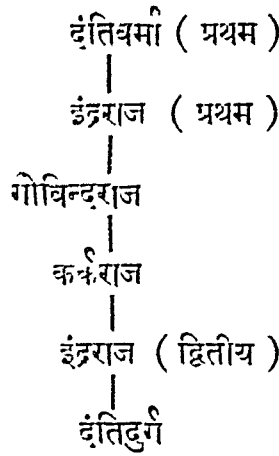 दंतिवर्मा ( प्रथम )
इंद्रराज ( प्रथम )
गोविन्दराज
कर्कराज
इंद्रराज ( द्वितीय )
दंतिदुर्ग